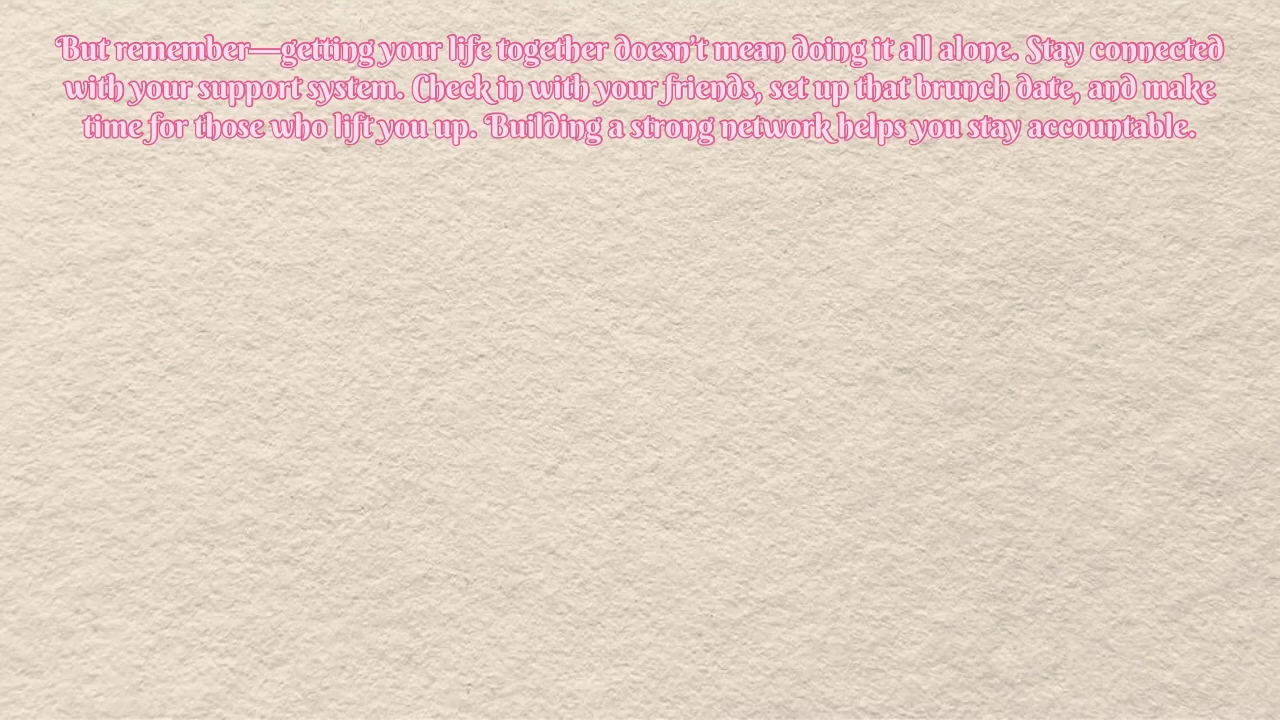 But remember—getting your life together doesn't mean doing it all alone. Stay connected
with your support system. Check in with your friends, set up that brunch date, and make
time for those who lift you up. Building a strong network helps you stay accountable.